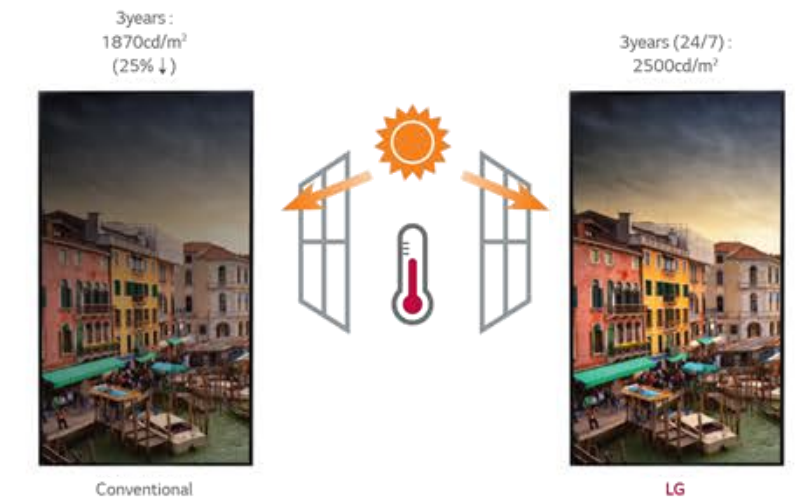 3years :
1870cd/m²
(25% ↓)
3years (24/7) :
2500cd/m²
Conventional
LG